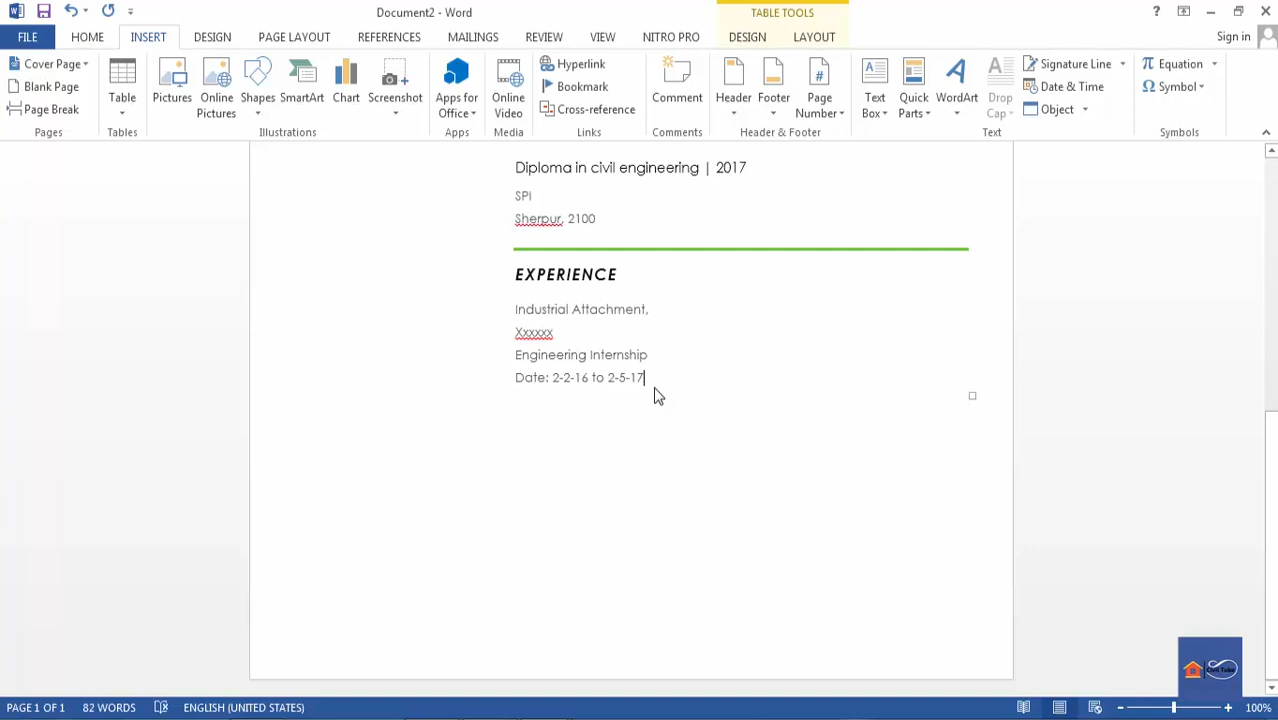 Document2 - Word
TABLE TOOLS
FILE HOME INSERT DESIGN PAGE LAYOUT REFERENCES MAILINGS REVIEW VIEW NITRO PRO DESIGN LAYOUT Sign in
Cover Page
Blank Page
Page Break
Table
Pictures
Online Pictures
Shapes
SmartArt
Chart
Screenshot
Apps for Office
Online Video
Hyperlink
Bookmark
Cross-reference
Comment
Header
Footer
Page Number
Text Box
Quick Parts
WordArt
Drop Cap
Signature Line
Date & Time
Object
Equation
Symbol
Pages Tables Illustrations Apps Media Links Comments Header & Footer Text Symbols
Diploma in civil engineering | 2017
SPI
Sherpur, 2100
EXPERIENCE
Industrial Attachment,
Xxxxxx
Engineering Internship
Date: 2-2-16 to 2-5-17
Civil Tube
PAGE 1 OF 1 82 WORDS ENGLISH (UNITED STATES) 100%